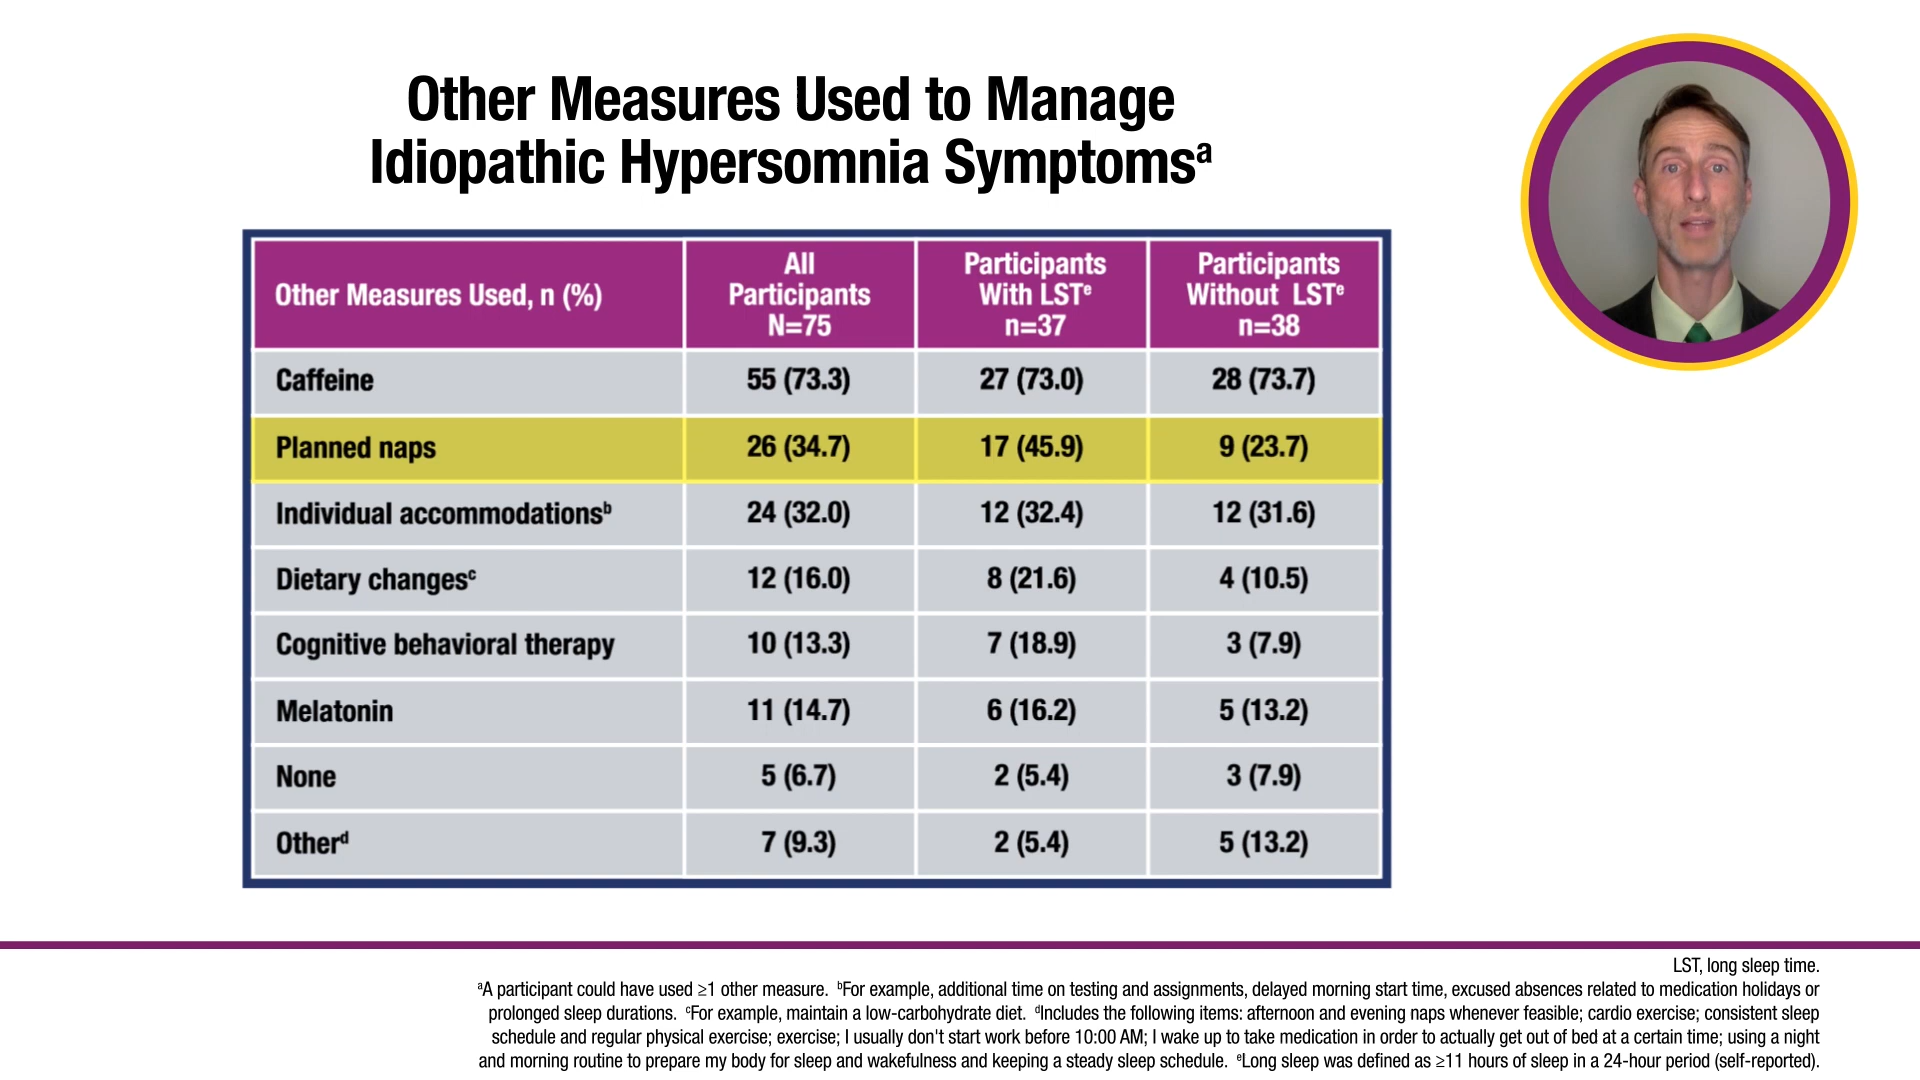 Other Measures Used to Manage
Idiopathic Hypersomnia Symptomsᵃ
Other Measures Used, n (%)
All
Participants
N=75
Participants
With LSTᵉ
n=37
Participants
Without LSTᵉ
n=38
Caffeine 55 (73.3) 27 (73.0) 28 (73.7)
Planned naps 26 (34.7) 17 (45.9) 9 (23.7)
Individual accommodationsᵇ 24 (32.0) 12 (32.4) 12 (31.6)
Dietary changesᶜ 12 (16.0) 8 (21.6) 4 (10.5)
Cognitive behavioral therapy 10 (13.3) 7 (18.9) 3 (7.9)
Melatonin 11 (14.7) 6 (16.2) 5 (13.2)
None 5 (6.7) 2 (5.4) 3 (7.9)
Otherᵈ 7 (9.3) 2 (5.4) 5 (13.2)
LST, long sleep time.
ᵃA participant could have used ≥1 other measure. ᵇFor example, additional time on testing and assignments, delayed morning start time, excused absences related to medication holidays or
prolonged sleep durations. ᶜFor example, maintain a low-carbohydrate diet. ᵈIncludes the following items: afternoon and evening naps whenever feasible; cardio exercise; consistent sleep
schedule and regular physical exercise; exercise; I usually don't start work before 10:00 AM; I wake up to take medication in order to actually get out of bed at a certain time; using a night
and morning routine to prepare my body for sleep and wakefulness and keeping a steady sleep schedule. ᵉLong sleep was defined as ≥11 hours of sleep in a 24-hour period (self-reported).